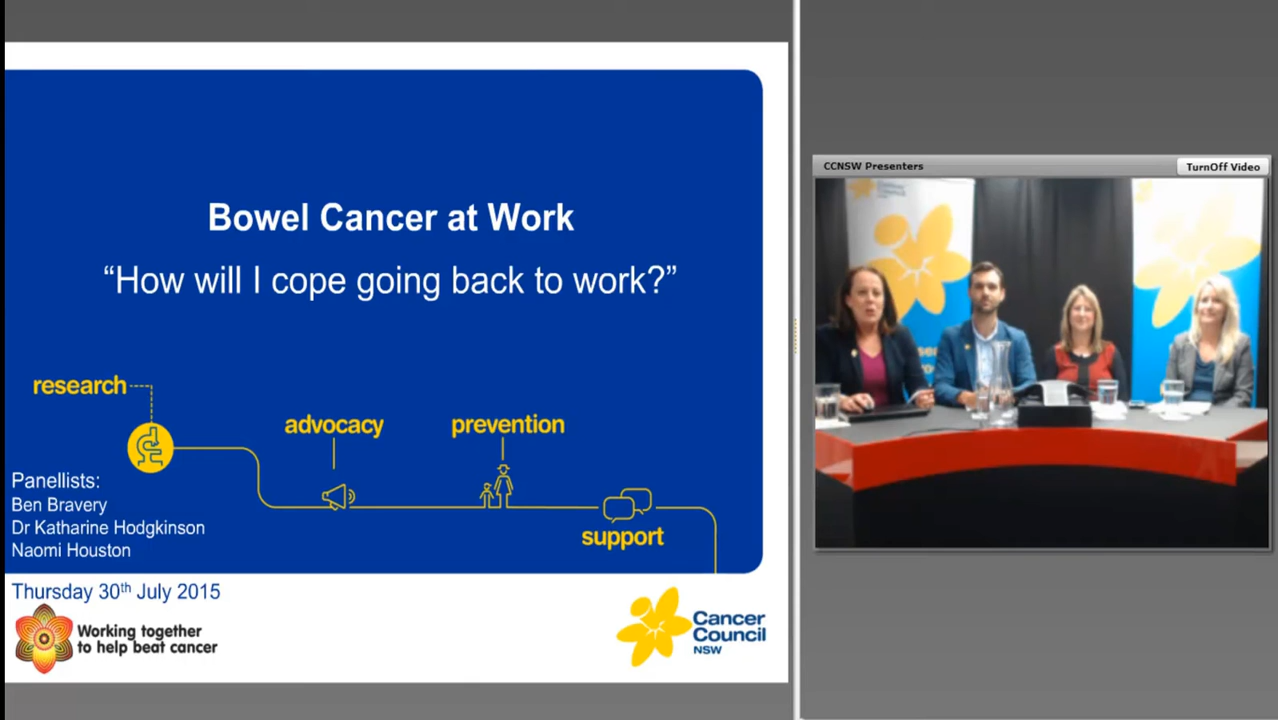 Bowel Cancer at Work
“How will I cope going back to work?”
research
advocacy
prevention
support
Panellists:
Ben Bravery
Dr Katharine Hodgkinson
Naomi Houston
Thursday 30th July 2015
Working together
to help beat cancer
Cancer
Council
NSW
CCNSW Presenters
TurnOff Video